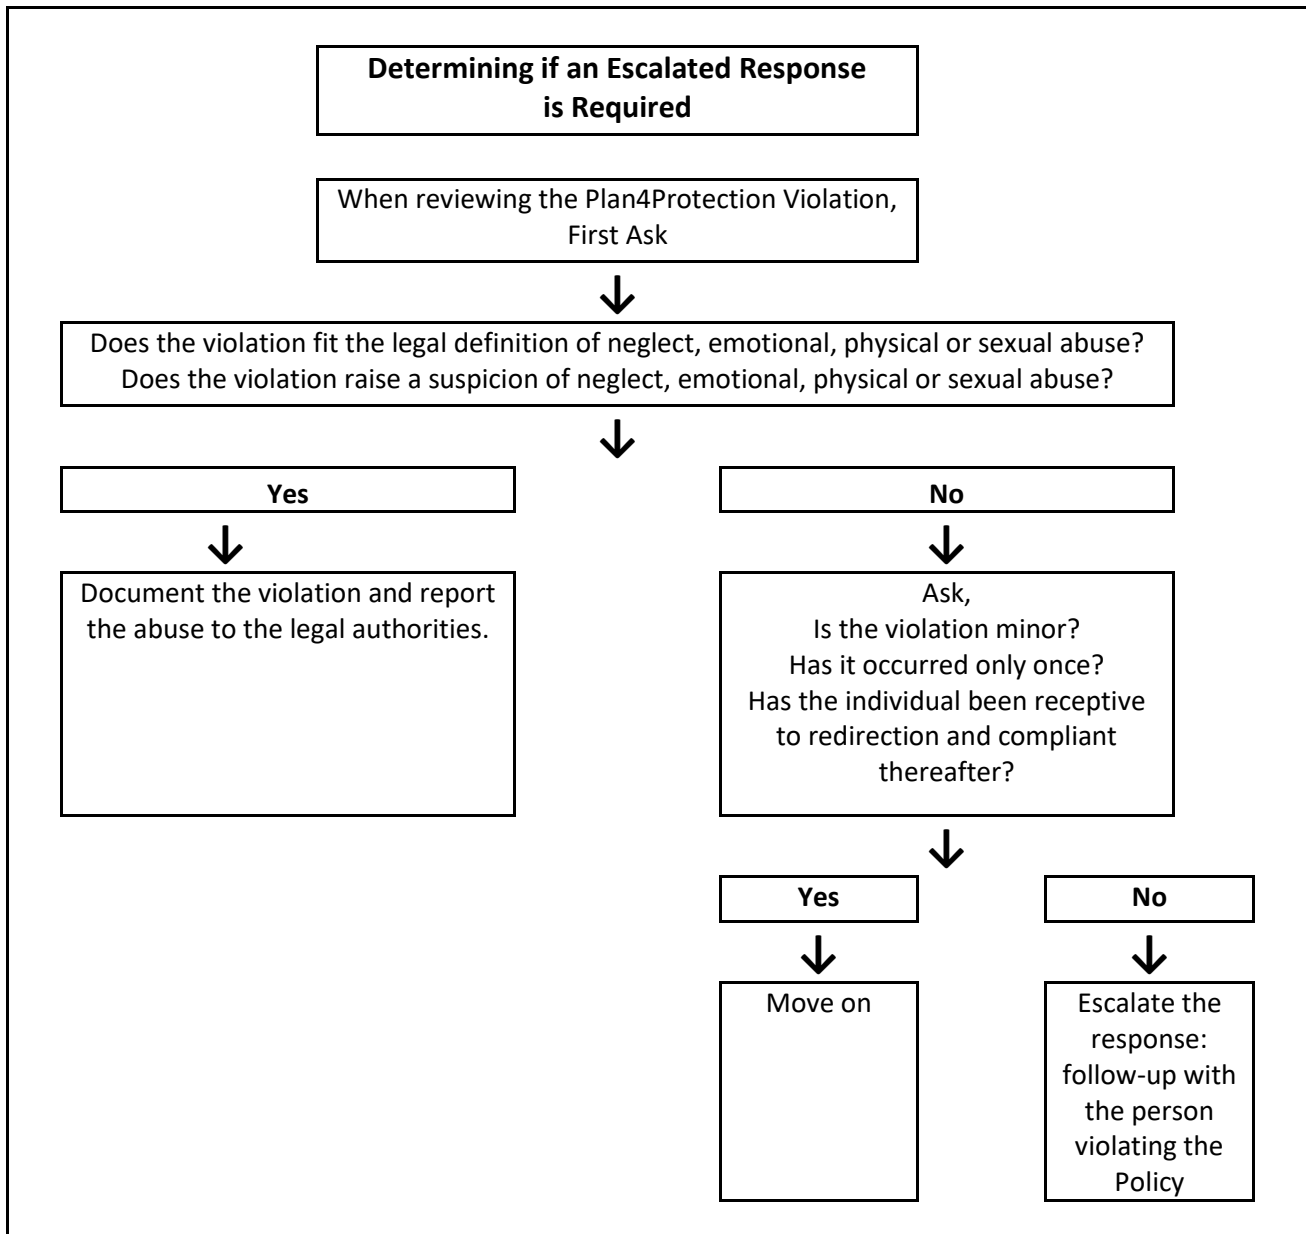 Determining if an Escalated Response
is Required
When reviewing the Plan4Protection Violation,
First Ask
Does the violation fit the legal definition of neglect, emotional, physical or sexual abuse?
Does the violation raise a suspicion of neglect, emotional, physical or sexual abuse?
Yes
No
Document the violation and report
the abuse to the legal authorities.
Ask,
Is the violation minor?
Has it occurred only once?
Has the individual been receptive
to redirection and compliant
thereafter?
Yes
No
Move on
Escalate the
response:
follow-up with
the person
violating the
Policy